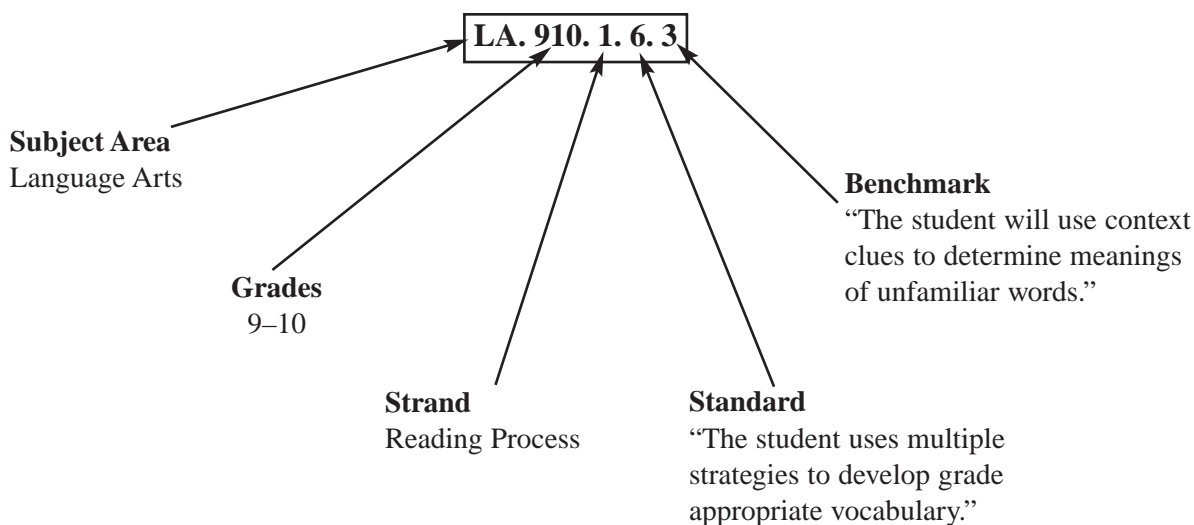 LA. 910. 1. 6. 3
Subject Area
Language Arts
Benchmark
“The student will use context
clues to determine meanings
of unfamiliar words.”
Grades
9–10
Strand
Reading Process
Standard
“The student uses multiple
strategies to develop grade
appropriate vocabulary.”